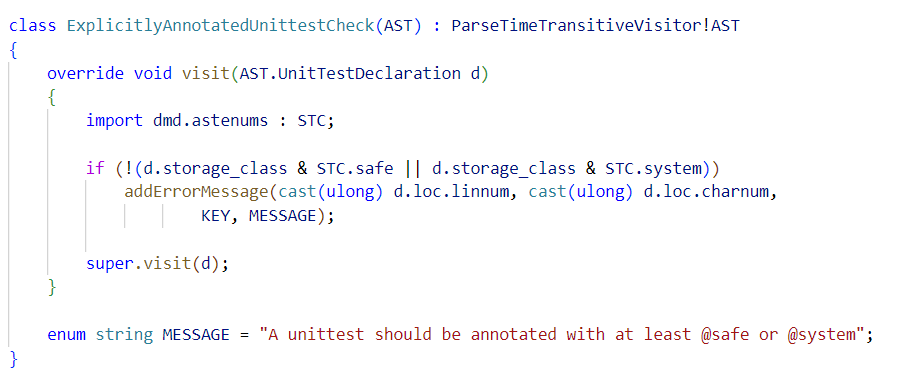 class ExplicitlyAnnotatedUnittestCheck(AST) : ParseTimeTransitiveVisitor!AST
{
    override void visit(AST.UnitTestDeclaration d)
    {
        import dmd.astenums : STC;

        if (!(d.storage_class & STC.safe || d.storage_class & STC.system))
            addErrorMessage(cast(ulong) d.loc.linnum, cast(ulong) d.loc.charnum,
                    KEY, MESSAGE);

        super.visit(d);
    }

    enum string MESSAGE = "A unittest should be annotated with at least @safe or @system";
}